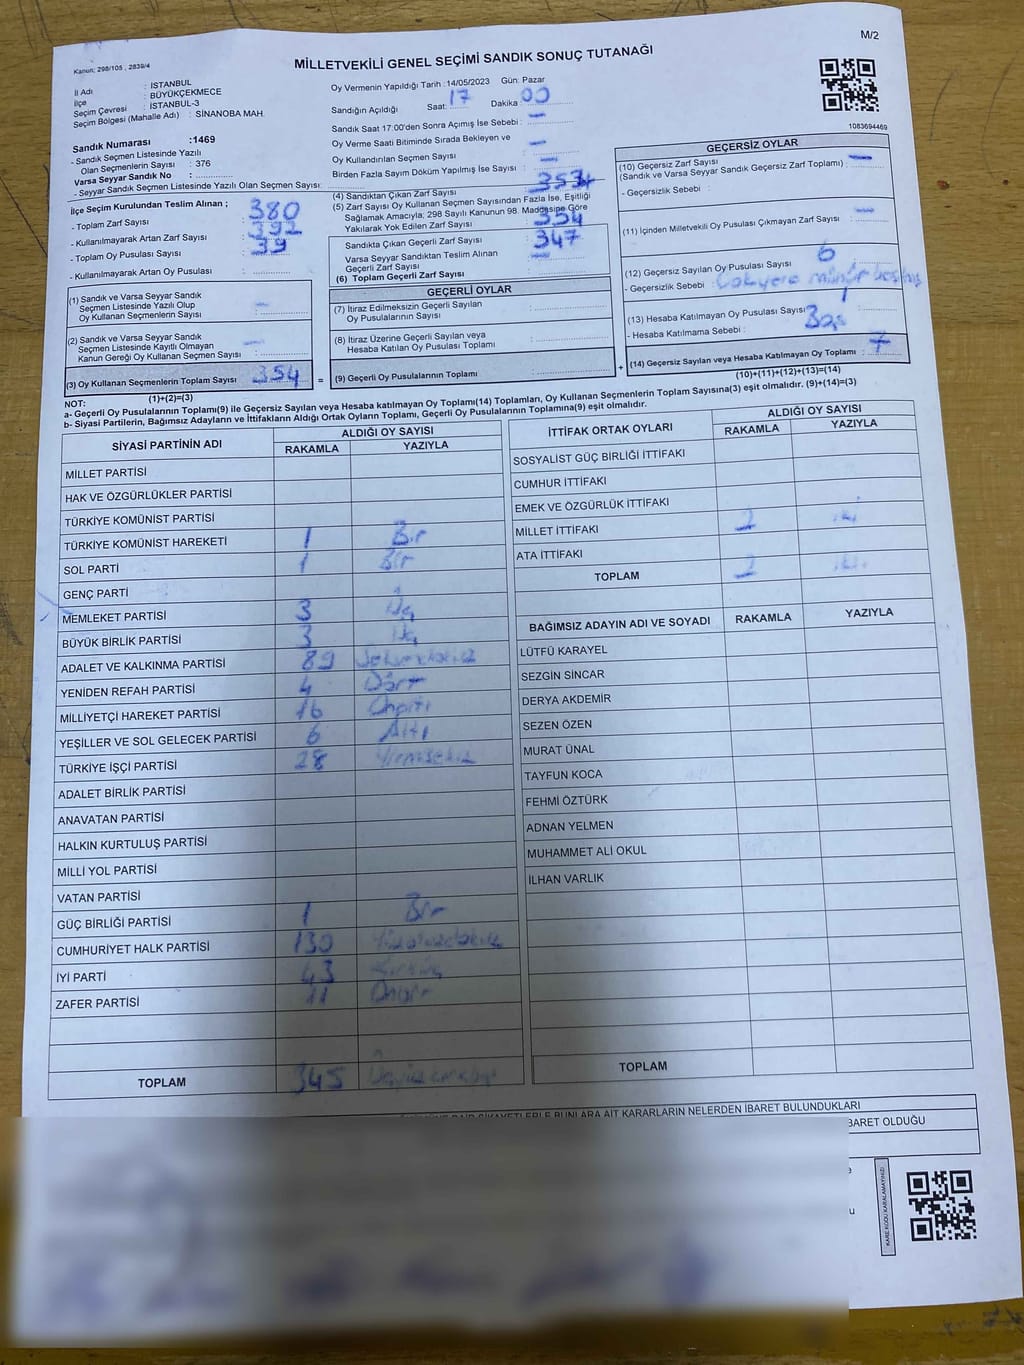 M/2
Kanun; 298/105 , 2839/4
MİLLETVEKİLİ GENEL SEÇİMİ SANDIK SONUÇ TUTANAĞI
İl Adı : İSTANBUL
İlçe : BÜYÜKÇEKMECE
Seçim Çevresi : İSTANBUL-3
Seçim Bölgesi (Mahalle Adı) : SİNANOBA MAH.
Sandık Numarası :1469
- Sandık Seçmen Listesinde Yazılı
Olan Seçmenlerin Sayısı : 376
Varsa Seyyar Sandık No :
- Seyyar Sandık Seçmen Listesinde Yazılı Olan Seçmen Sayısı:
Oy Vermenin Yapıldığı Tarih :14/05/2023 Gün: Pazar
Sandığın Açıldığı Saat: 17 Dakika 00
Sandık Saat 17:00'den Sonra Açımış İse Sebebi : —
Oy Verme Saati Bitiminde Sırada Bekleyen ve
Oy Kullandırılan Seçmen Sayısı : —
Birden Fazla Sayım Döküm Yapılmış İse Sayısı : —
1083694469
İlçe Seçim Kurulundan Teslim Alınan ;
- Toplam Zarf Sayısı : 380
- Kullanılmayarak Artan Zarf Sayısı :
- Toplam Oy Pusulası Sayısı : 392
- Kullanılmayarak Artan Oy Pusulası : 39
(1) Sandık ve Varsa Seyyar Sandık
Seçmen Listesinde Yazılı Olup
Oy Kullanan Seçmenlerin Sayısı : —
(2) Sandık ve Varsa Seyyar Sandık
Seçmen Listesinde Kayıtlı Olmayan
Kanun Gereği Oy Kullanan Seçmen Sayısı : —
(3) Oy Kullanan Seçmenlerin Toplam Sayısı : 354
(1)+(2)=(3)
(4) Sandıktan Çıkan Zarf Sayısı : 354
(5) Zarf Sayısı Oy Kullanan Seçmen Sayısından Fazla İse, Eşitliği
Sağlamak Amacıyla; 298 Sayılı Kanunun 98. Maddesine Göre
Yakılarak Yok Edilen Zarf Sayısı :
Sandıkta Çıkan Geçerli Zarf Sayısı : 354
Varsa Seyyar Sandıktan Teslim Alınan
Geçerli Zarf Sayısı : 347
(6) Toplam Geçerli Zarf Sayısı : —
GEÇERLİ OYLAR
(7) İtiraz Edilmeksizin Geçerli Sayılan
Oy Pusulalarının Sayısı :
(8) İtiraz Üzerine Geçerli Sayılan veya
Hesaba Katılan Oy Pusulası Toplamı :
(9) Geçerli Oy Pusulalarının Toplamı :
GEÇERSİZ OYLAR
(10) Geçersiz Zarf Sayısı
(Sandık ve Varsa Seyyar Sandık Geçersiz Zarf Toplamı) : —
- Geçersizlik Sebebi :
(11) İçinden Milletvekili Oy Pusulası Çıkmayan Zarf Sayısı : —
(12) Geçersiz Sayılan Oy Pusulası Sayısı : 6
- Geçersizlik Sebebi : mühür
(13) Hesaba Katılmayan Oy Pusulası Sayısı : 1
- Hesaba Katılmama Sebebi : Boş
(14) Geçersiz Sayılan veya Hesaba Katılmayan Oy Toplamı : 7
(10)+(11)+(12)+(13)=(14)
NOT:
a- Geçerli Oy Pusulalarının Toplamı(9) ile Geçersiz Sayılan veya Hesaba katılmayan Oy Toplamı(14) Toplamları, Oy Kullanan Seçmenlerin Toplam Sayısına(3) eşit olmalıdır. (9)+(14)=(3)
b- Siyasi Partilerin, Bağımsız Adayların ve İttifakların Aldığı Ortak Oyların Toplamı, Geçerli Oy Pusulalarının Toplamına(9) eşit olmalıdır.
SİYASİ PARTİNİN ADI ALDIĞI OY SAYISI
RAKAMLA YAZIYLA
MİLLET PARTİSİ
HAK VE ÖZGÜRLÜKLER PARTİSİ
TÜRKİYE KOMÜNİST PARTİSİ
TÜRKİYE KOMÜNİST HAREKETİ 1 Bir
SOL PARTİ 1 Bir
GENÇ PARTİ
MEMLEKET PARTİSİ 3 Üç
BÜYÜK BİRLİK PARTİSİ 3 Üç
ADALET VE KALKINMA PARTİSİ 89
YENİDEN REFAH PARTİSİ 4 Dört
MİLLİYETÇİ HAREKET PARTİSİ 16 Onaltı
YEŞİLLER VE SOL GELECEK PARTİSİ 6 Altı
TÜRKİYE İŞÇİ PARTİSİ 28 Yirmisekiz
ADALET BİRLİK PARTİSİ
ANAVATAN PARTİSİ
HALKIN KURTULUŞ PARTİSİ
MİLLİ YOL PARTİSİ
VATAN PARTİSİ
GÜÇ BİRLİĞİ PARTİSİ 1 Bir
CUMHURİYET HALK PARTİSİ
İYİ PARTİ 43 Kırküç
ZAFER PARTİSİ 11 Onbir
TOPLAM 345
İTTİFAK ORTAK OYLARI ALDIĞI OY SAYISI
RAKAMLA YAZIYLA
SOSYALİST GÜÇ BİRLİĞİ İTTİFAKI
CUMHUR İTTİFAKI
EMEK VE ÖZGÜRLÜK İTTİFAKI
MİLLET İTTİFAKI 2 iki
ATA İTTİFAKI
TOPLAM 2 iki
BAĞIMSIZ ADAYIN ADI VE SOYADI RAKAMLA YAZIYLA
LÜTFÜ KARAYEL
SEZGİN SİNCAR
DERYA AKDEMİR
SEZEN ÖZEN
MURAT ÜNAL
TAYFUN KOCA
FEHMİ ÖZTÜRK
ADNAN YELMEN
MUHAMMET ALİ OKUL
İLHAN VARLIK
TOPLAM
ŞİKAYETLERLE BUNLARA AİT KARARLARIN NELERDEN İBARET BULUNDUKLARI
İBARET OLDUĞU
KARE KODU KARALAMAYINIZ!